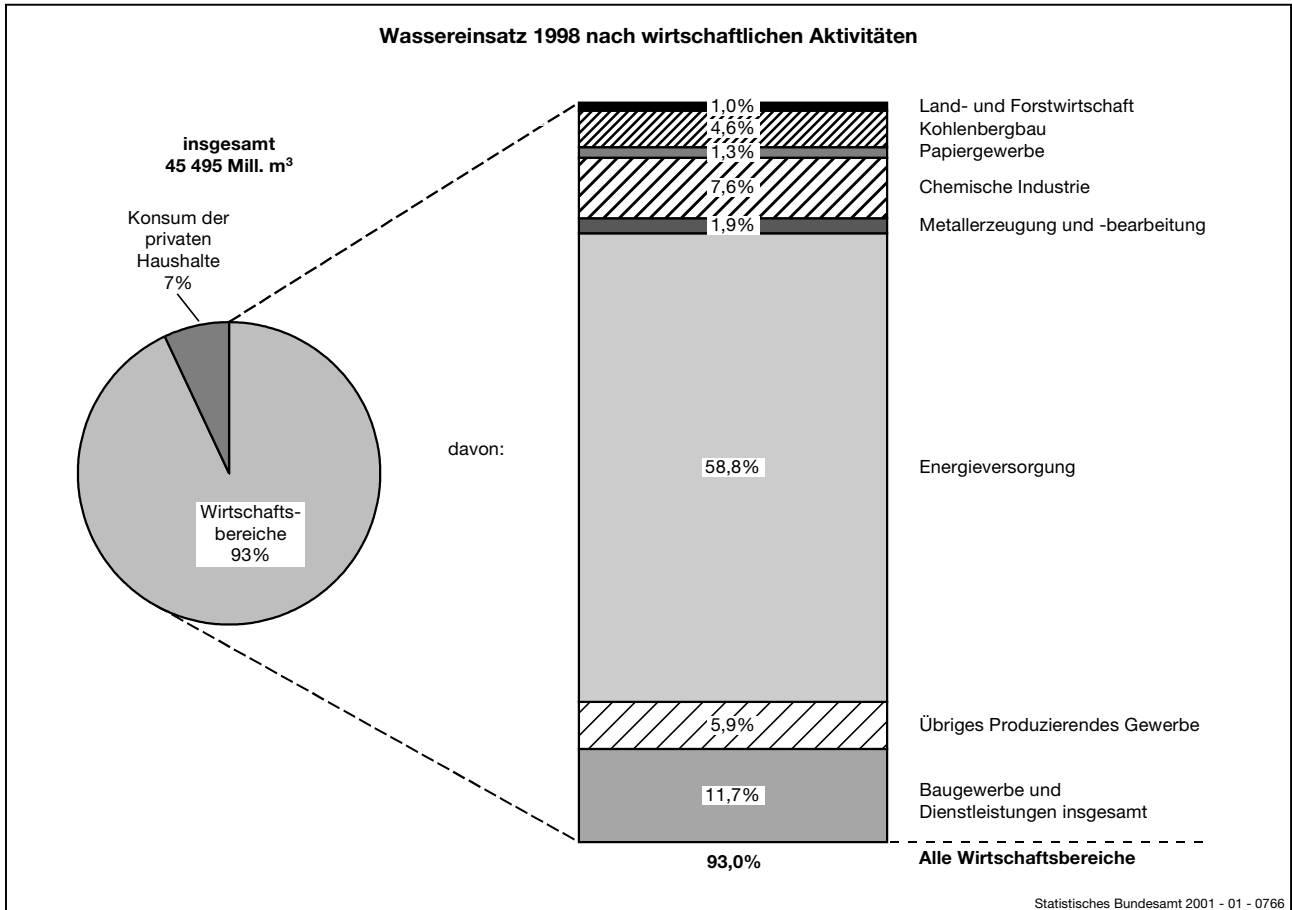 Wassereinsatz 1998 nach wirtschaftlichen Aktivitäten
insgesamt
45 495 Mill. m³
Konsum der
privaten
Haushalte
7%
Wirtschafts-
bereiche
93%
davon:
1,0%
Land- und Forstwirtschaft
4,6%
Kohlenbergbau
1,3%
Papiergewerbe
7,6%
Chemische Industrie
1,9%
Metallerzeugung und -bearbeitung
58,8%
Energieversorgung
5,9%
Übriges Produzierendes Gewerbe
11,7%
Baugewerbe und
Dienstleistungen insgesamt
93,0%
Alle Wirtschaftsbereiche
Statistisches Bundesamt 2001 - 01 - 0766